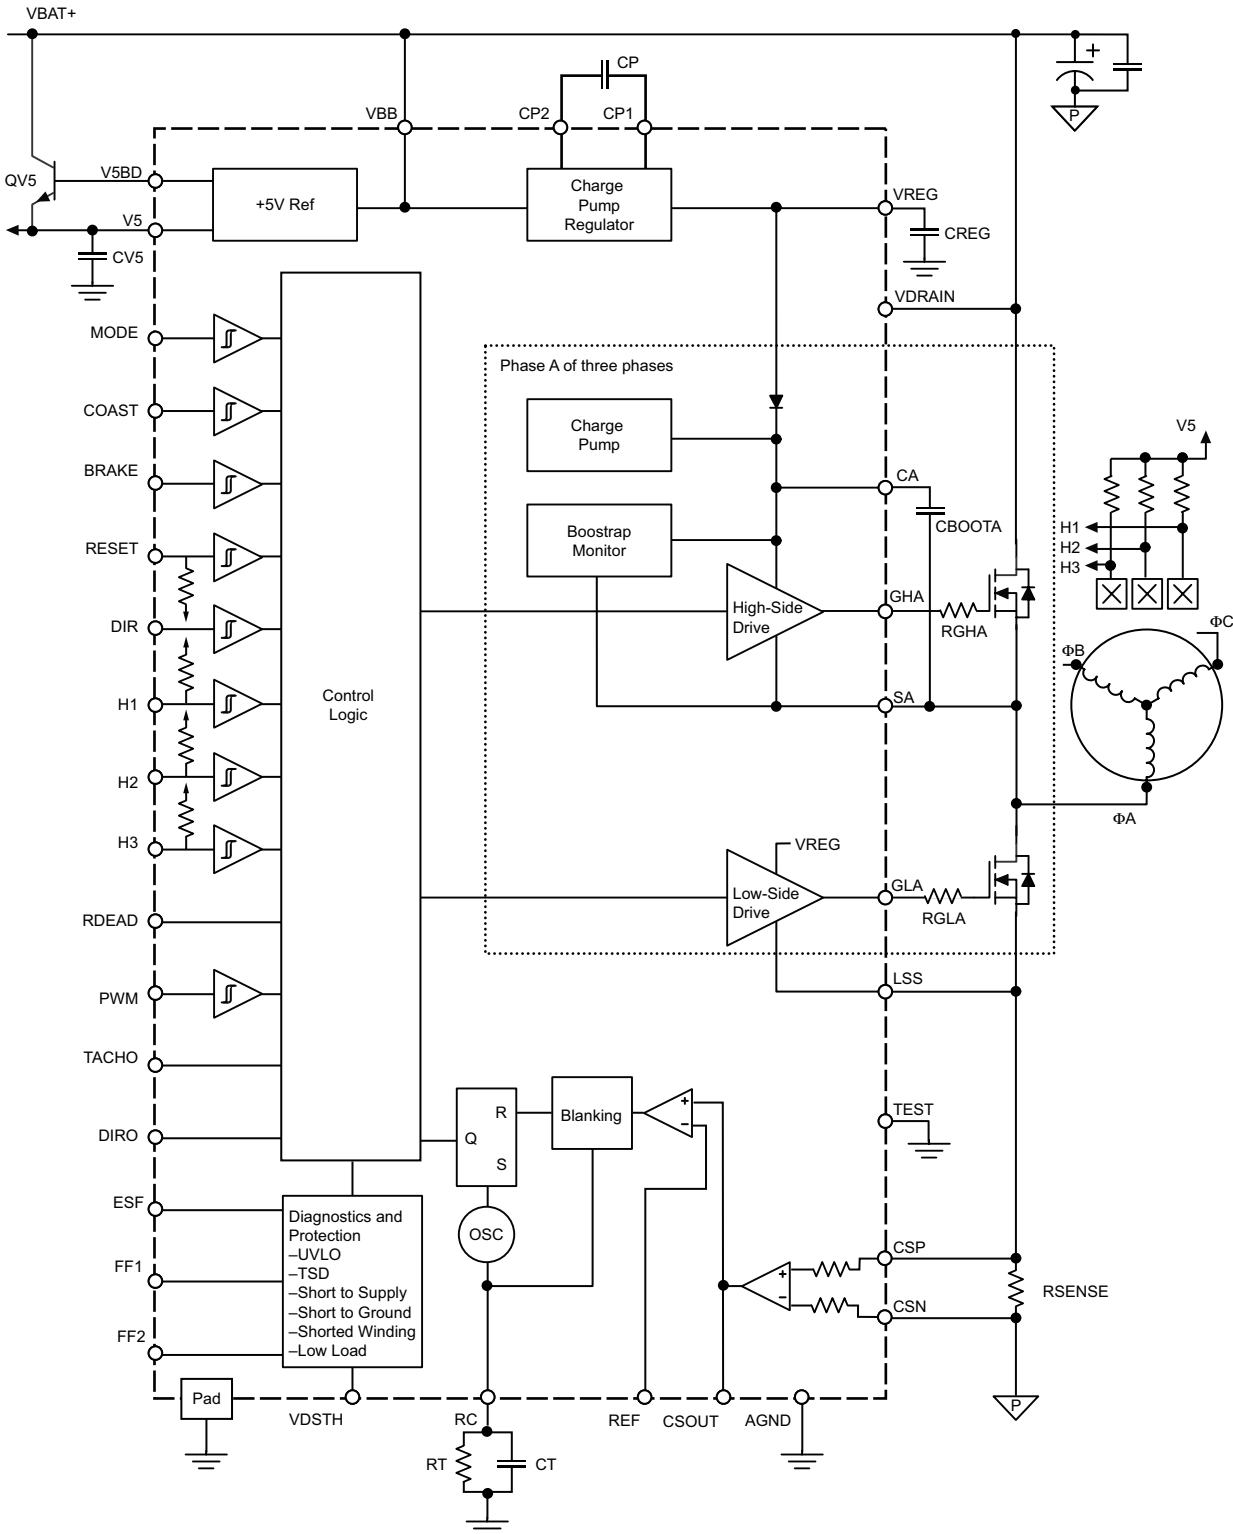 VBAT+
CP
VBB
CP2
CP1
QV5
V5BD
+5V Ref
Charge
Pump
Regulator
VREG
V5
CV5
CREG
VDRAIN
MODE
Phase A of three phases
COAST
Charge
Pump
V5
BRAKE
CA
CBOOTA
Boostrap
Monitor
H1
H2
H3
RESET
GHA
High-Side
Drive
RGHA
DIR
ΦC
ΦB
H1
Control
Logic
SA
H2
ΦA
H3
VREG
GLA
Low-Side
Drive
RGLA
RDEAD
LSS
PWM
TACHO
R
Blanking
+
–
TEST
DIRO
Q
S
ESF
Diagnostics and
Protection
–UVLO
–TSD
–Short to Supply
–Short to Ground
–Shorted Winding
–Low Load
OSC
CSP
FF1
+
–
RSENSE
CSN
FF2
Pad
VDSTH
RC
REF
CSOUT
AGND
P
RT
CT
+
P